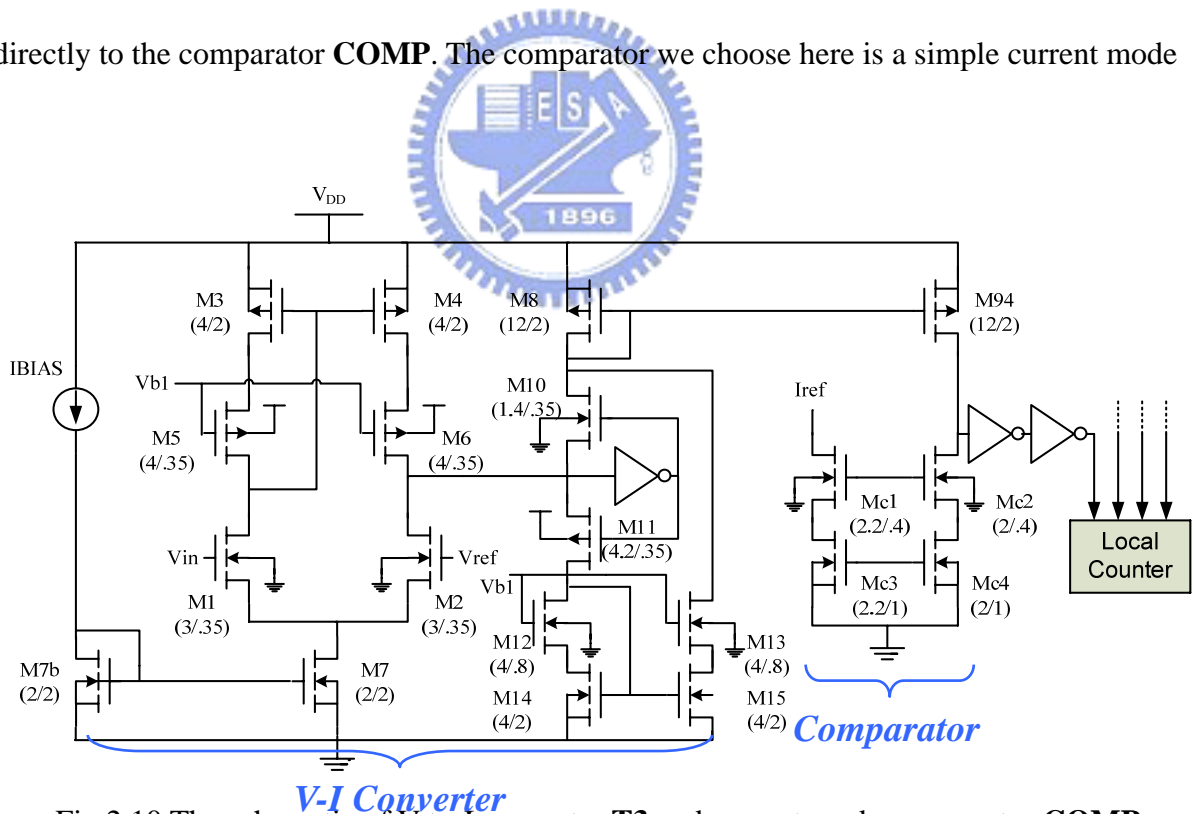 directly to the comparator COMP. The comparator we choose here is a simple current mode
E S A
1896
V_DD
M3
(4/2)
M4
(4/2)
M8
(12/2)
M94
(12/2)
IBIAS
Vb1
M10
(1.4/.35)
Iref
M5
(4/.35)
M6
(4/.35)
M11
(4.2/.35)
Mc1
(2.2/.4)
Mc2
(2/.4)
Local
Counter
Vin
Vref
M1
(3/.35)
M2
(3/.35)
Vb1
Mc3
(2.2/1)
Mc4
(2/1)
M12
(4/.8)
M13
(4/.8)
M7b
(2/2)
M7
(2/2)
M14
(4/2)
M15
(4/2)
Comparator
V-I Converter